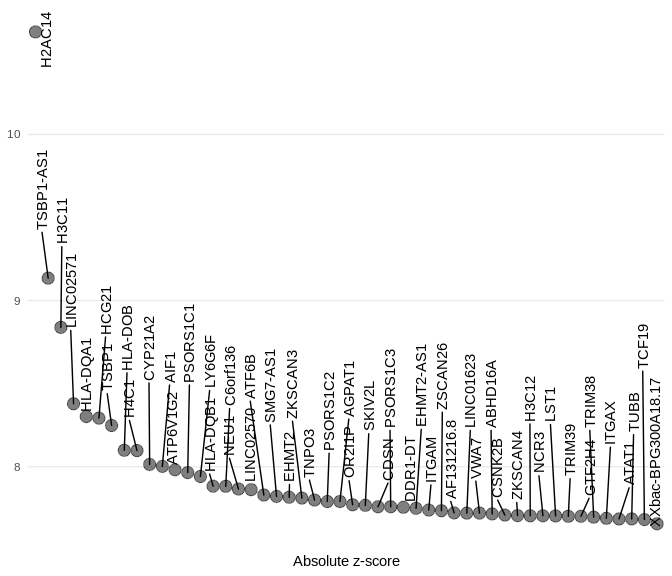 H2AC14
10
TSBP1-AS1
H3C11
LINC02571
9
HLA-DQA1
TSBP1
HCG21
H4C1
HLA-DOB
CYP21A2
ATP6V1G2
AIF1
PSORS1C1
HLA-DQB1
LY6G6F
NEU1
C6orf136
LINC02570
ATF6B
SMG7-AS1
EHMT2
ZKSCAN3
TNPO3
PSORS1C2
OR2I1P
AGPAT1
SKIV2L
CDSN
PSORS1C3
DDR1-DT
EHMT2-AS1
ITGAM
ZSCAN26
AF131216.8
LINC01623
VWA7
ABHD16A
CSNK2B
ZKSCAN4
H3C12
NCR3
LST1
TRIM39
GTF2H4
TRIM38
ITGAX
ATAT1
TUBB
TCF19
XXbac-BPG300A18.17
8
Absolute z-score